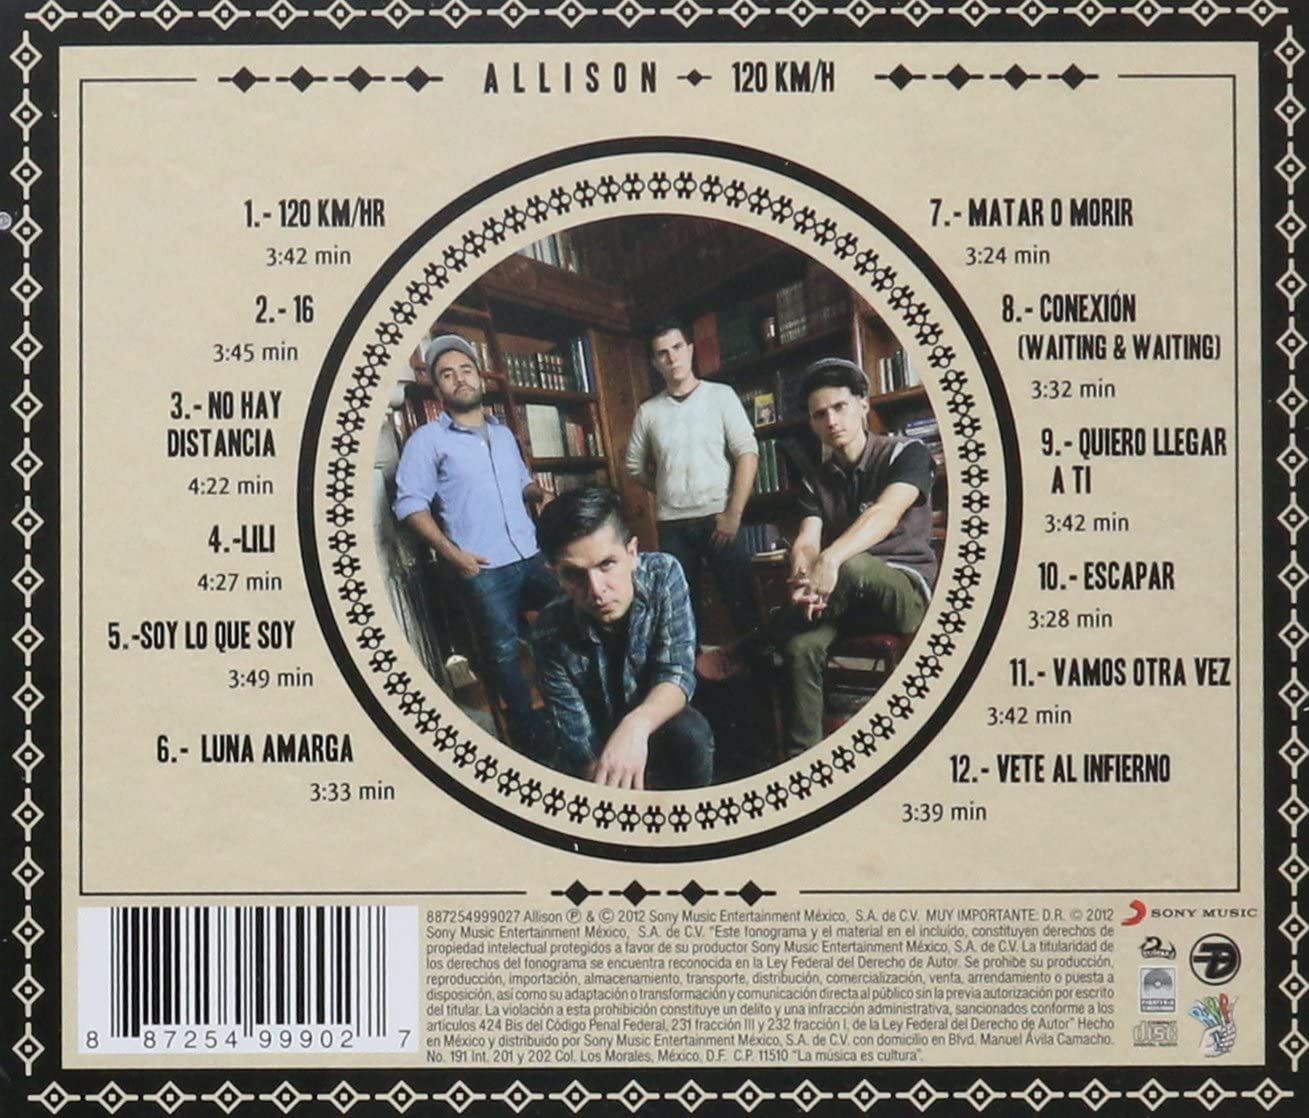 ALLISON 120 KM/H
1.- 120 KM/HR
3:42 min
2.- 16
3:45 min
3.- NO HAY
DISTANCIA
4:22 min
4.-LILI
4:27 min
5.-SOY LO QUE SOY
3:49 min
6.- LUNA AMARGA
3:33 min
7.- MATAR O MORIR
3:24 min
8.- CONEXIÓN
(WAITING & WAITING)
3:32 min
9.- QUIERO LLEGAR
A TI
3:42 min
10.- ESCAPAR
3:28 min
11.- VAMOS OTRA VEZ
3:42 min
12.- VETE AL INFIERNO
3:39 min
8 87254 99902 7
887254999027 Allison ℗ & © 2012 Sony Music Entertainment México, S.A. de C.V. MUY IMPORTANTE: D.R. © 2012
Sony Music Entertainment México, S.A. de C.V. "Este fonograma y el material en el incluído, constituyen derechos de
propiedad intelectual protegidos a favor de su productor Sony Music Entertainment México, S.A. de C.V. La titularidad de
los derechos del fonograma se encuentra reconocida en la Ley Federal del Derecho de Autor. Se prohibe su producción,
reproducción, importación, almacenamiento, transporte, distribución, comercialización, venta, arrendamiento o puesta a
disposición, así como su adaptación o transformación y comunicación directa al público sin la previa autorización por escrito
del titular. La violación a esta prohibición constituye un delito y una infracción administrativa, sancionados conforme a los
artículos 424 Bis del Código Penal Federal, 231 fracción III y 232 fracción I, de la Ley Federal del Derecho de Autor" Hecho
en México y distribuido por Sony Music Entertainment México, S.A. de C.V. con domicilio en Blvd. Manuel Ávila Camacho.
No. 191 Int. 201 y 202 Col. Los Morales, México, D.F. C.P. 11510 "La música es cultura".
SONY MUSIC
disc